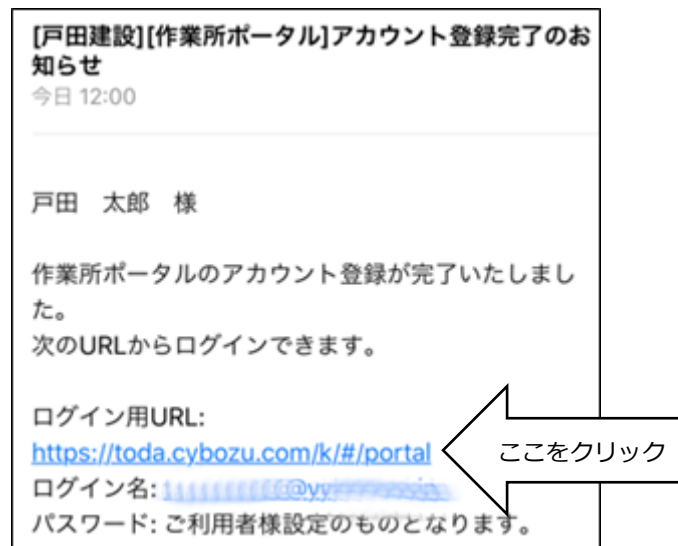 [戸田建設][作業所ポータル]アカウント登録完了のお
知らせ
今日 12:00
戸田 太郎 様
作業所ポータルのアカウント登録が完了いたしまし
た。
次のURLからログインできます。
ログイン用URL:
https://toda.cybozu.com/k/#/portal
ここをクリック
ログイン名:
パスワード: ご利用者様設定のものとなります。